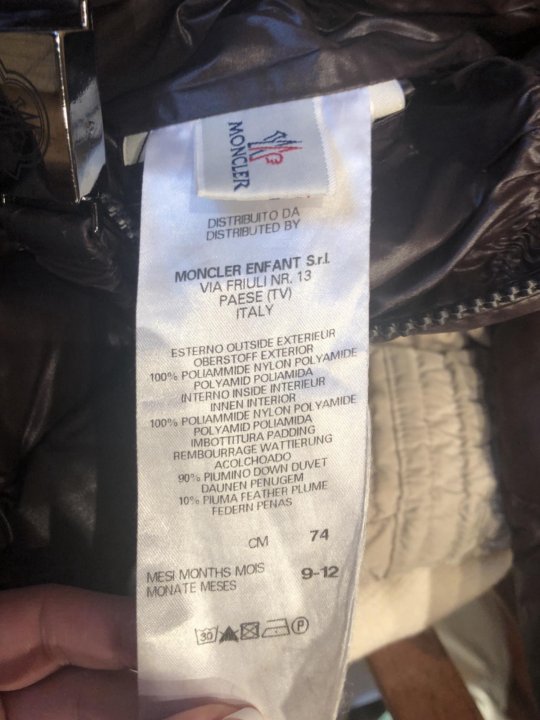 MONCLER
DISTRIBUITO DA
DISTRIBUTED BY
MONCLER ENFANT S.r.l.
VIA FRIULI NR. 13
PAESE (TV)
ITALY
ESTERNO OUTSIDE EXTERIEUR
OBERSTOFF EXTERIOR
100% POLIAMMIDE NYLON POLYAMIDE
POLYAMID POLIAMIDA
INTERNO INSIDE INTERIEUR
INNEN INTERIOR
100% POLIAMMIDE NYLON POLYAMIDE
POLYAMID POLIAMIDA
IMBOTTITURA PADDING
REMBOURRAGE WATTIERUNG
ACOLCHOADO
90% PIUMINO DOWN DUVET
DAUNEN PENUGEM
10% PIUMA FEATHER PLUME
FEDERN PENAS
CM 74
MESI MONTHS MOIS 9-12
MONATE MESES
30 P